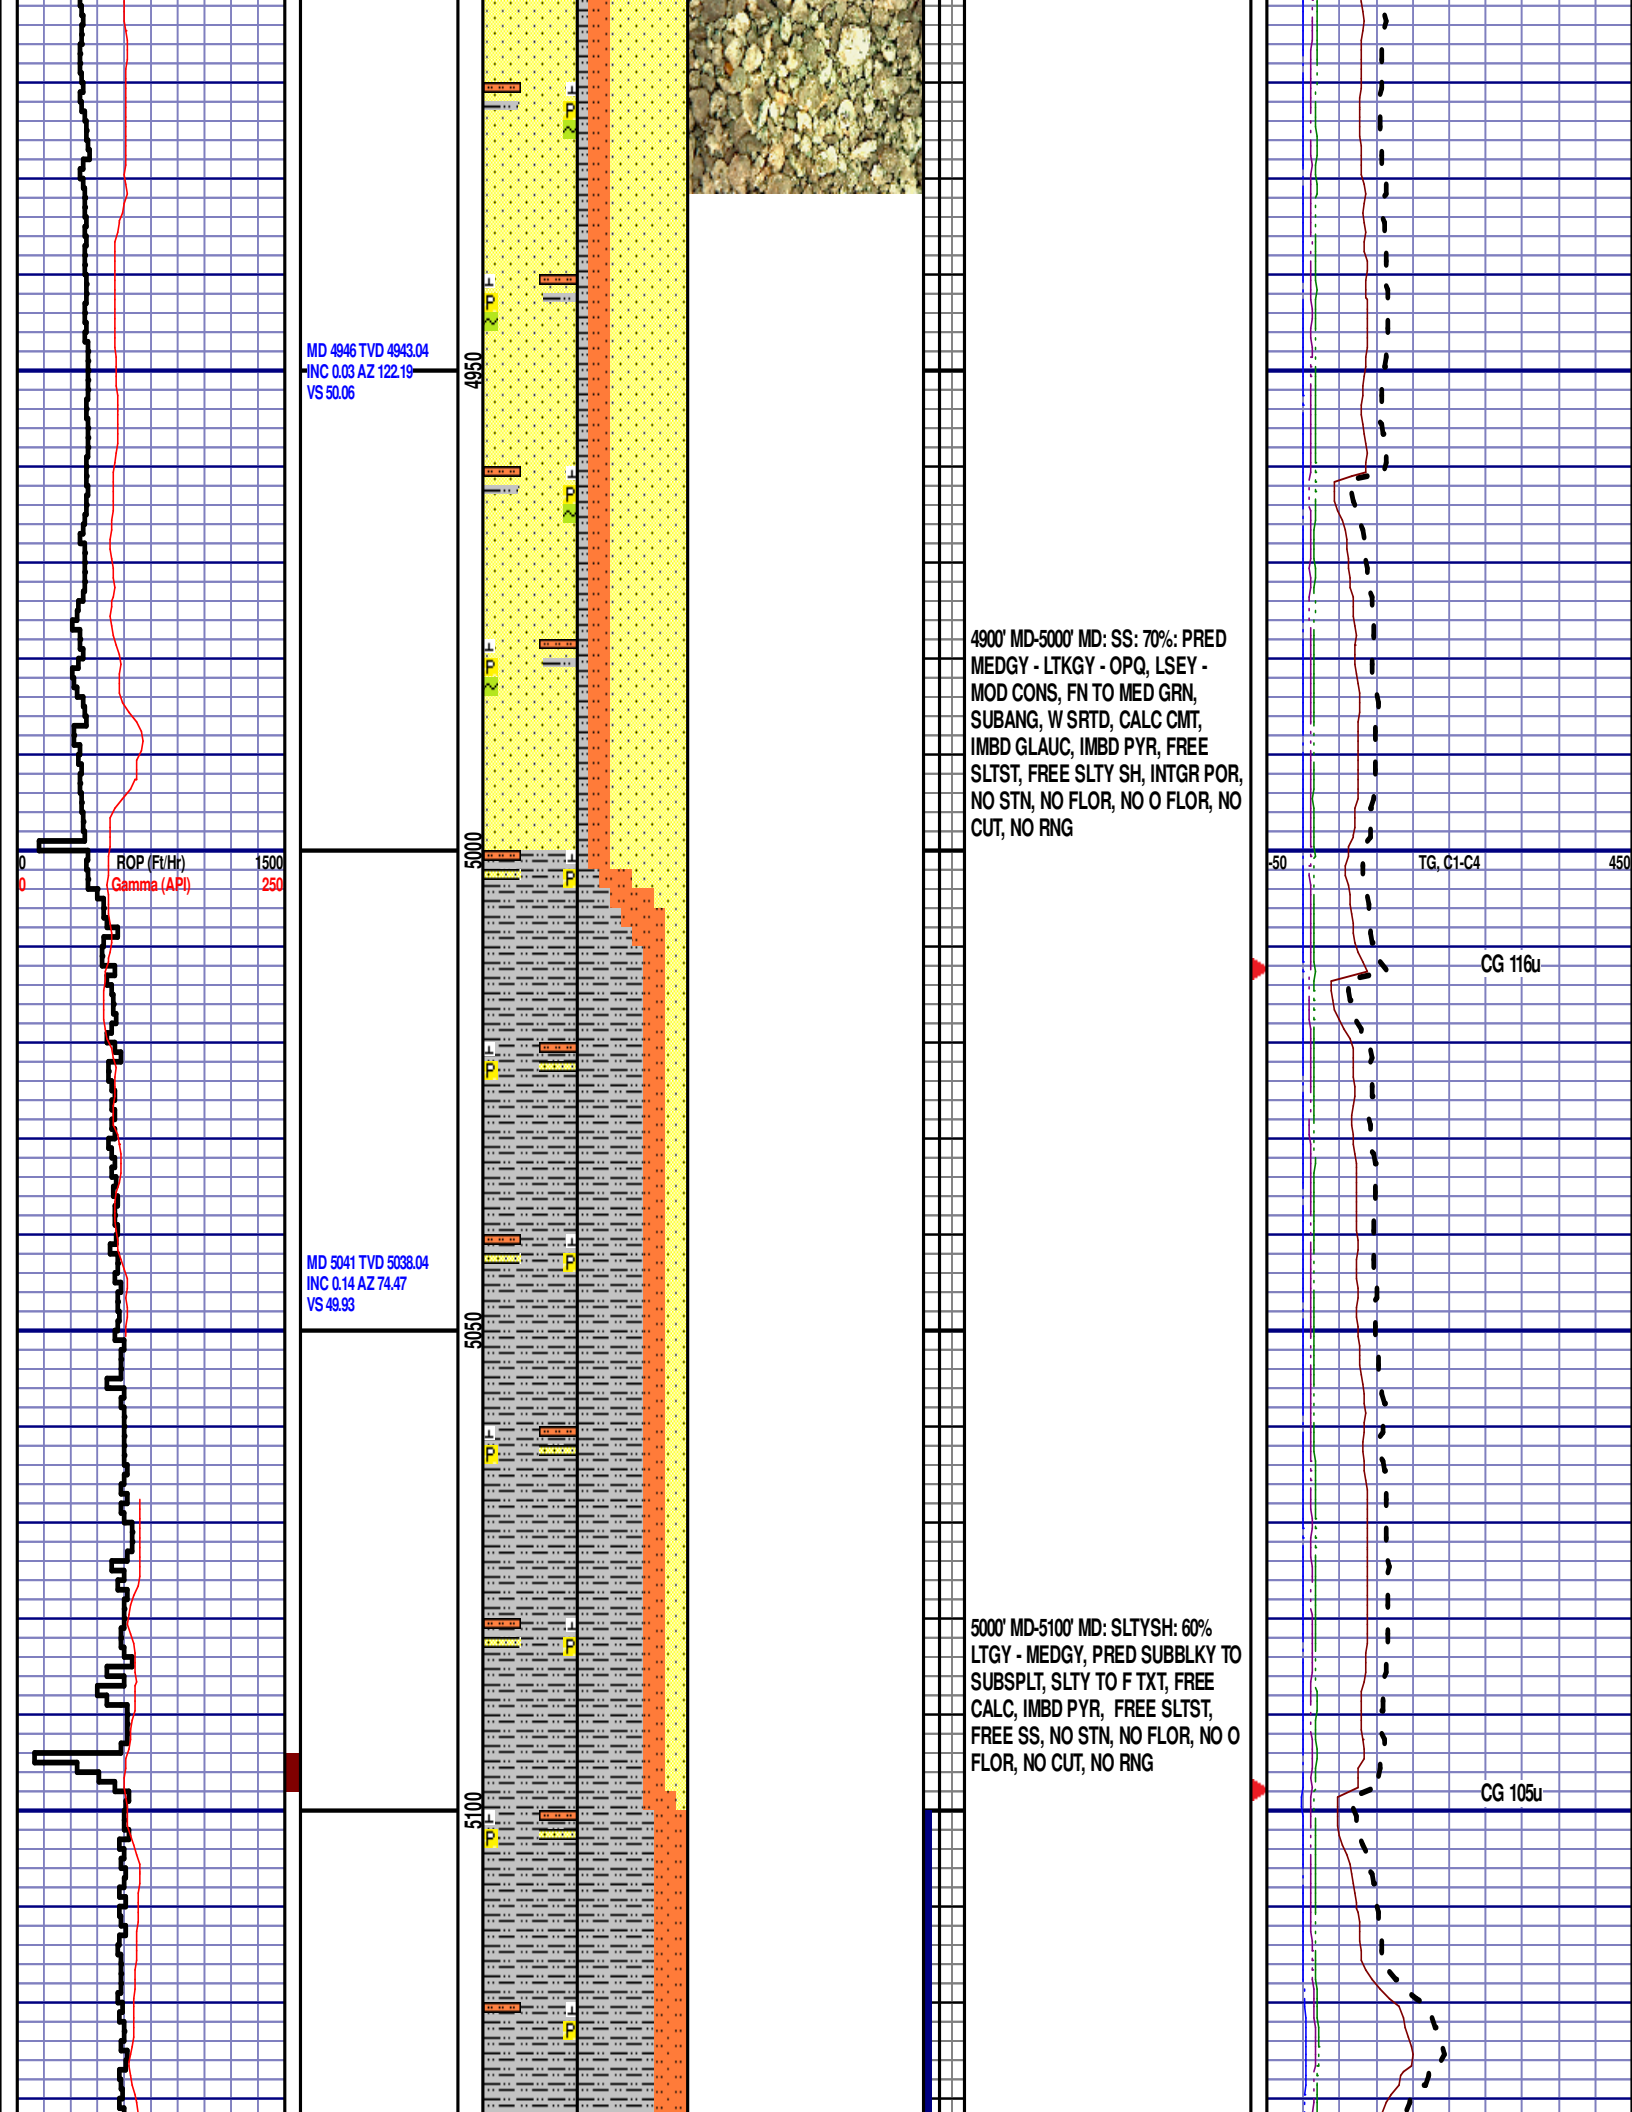 MD 4946 TVD 4943.04
INC 0.03 AZ 122.19
VS 50.06
4950
4900' MD-5000' MD: SS: 70%: PRED
MEDGY - LTKGY - OPQ, LSEY -
MOD CONS, FN TO MED GRN,
SUBANG, W SRTD, CALC CMT,
IMBD GLAUC, IMBD PYR, FREE
SLTST, FREE SLTY SH, INTGR POR,
NO STN, NO FLOR, NO O FLOR, NO
CUT, NO RNG
5000
0 ROP (Ft/Hr) 1500
0 Gamma (API) 250
-50 TG, C1-C4 450
CG 116u
MD 5041 TVD 5038.04
INC 0.14 AZ 74.47
VS 49.93
5050
5000' MD-5100' MD: SLTYSH: 60%
LTGY - MEDGY, PRED SUBBLKY TO
SUBSPLT, SLTY TO F TXT, FREE
CALC, IMBD PYR, FREE SLTST,
FREE SS, NO STN, NO FLOR, NO O
FLOR, NO CUT, NO RNG
CG 105u
5100
P
P
P
P
P
P
P
P
P
P
P